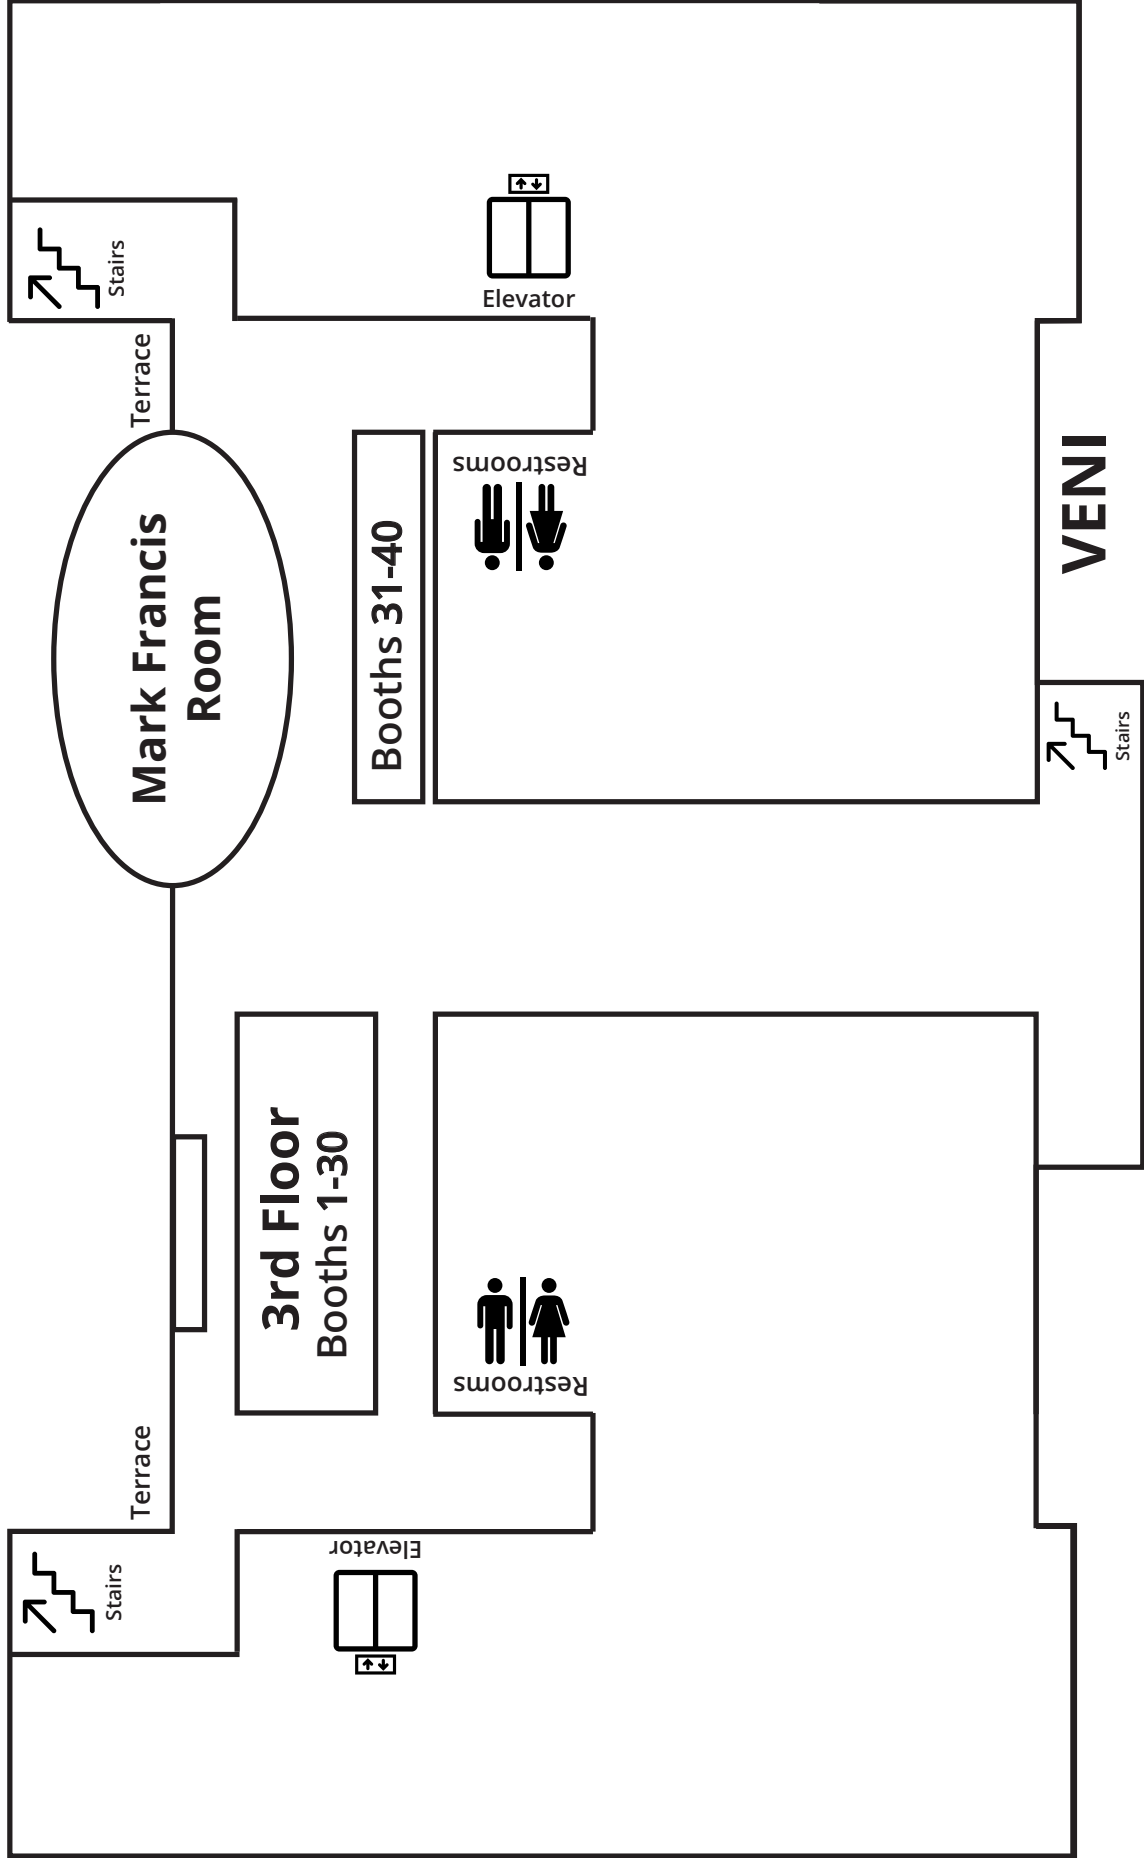 Stairs
Elevator
Terrace
Restrooms
Mark Francis
Room
Booths 31-40
VENI
Stairs
3rd Floor
Booths 1-30
Restrooms
Terrace
Elevator
Stairs